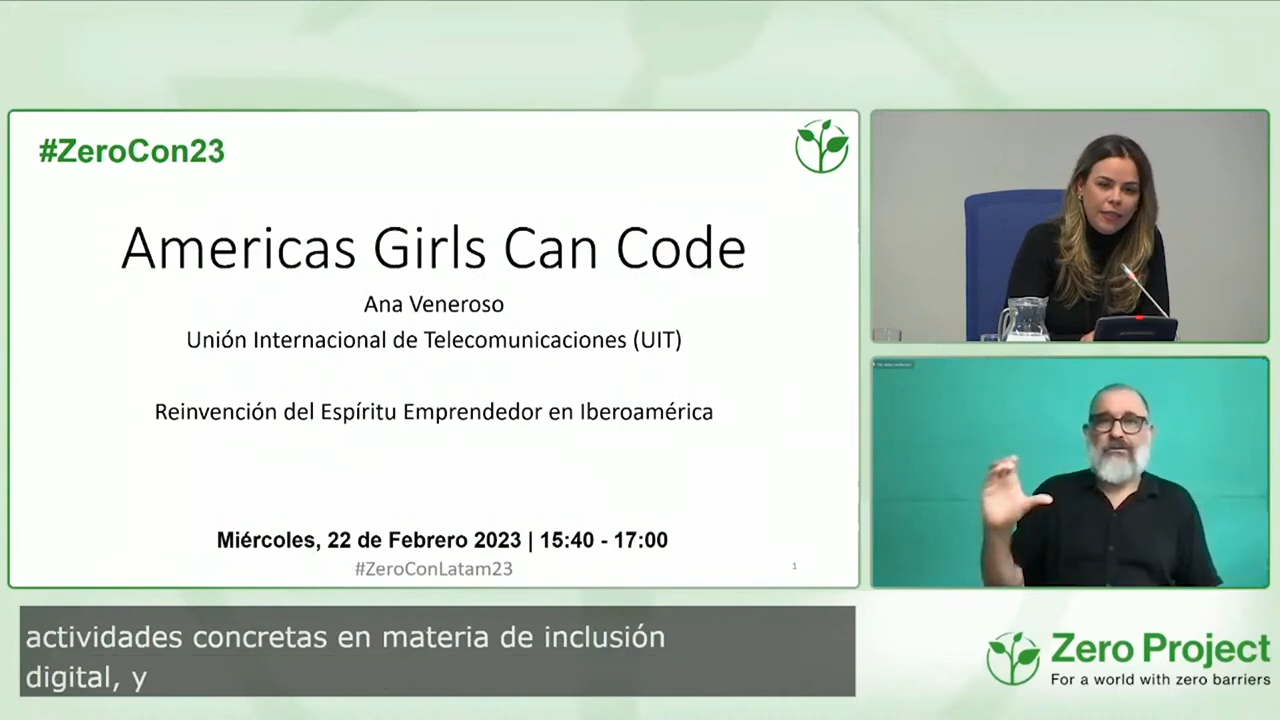 #ZeroCon23
Americas Girls Can Code
Ana Veneroso
Unión Internacional de Telecomunicaciones (UIT)
Reinvención del Espíritu Emprendedor en Iberoamérica
Miércoles, 22 de Febrero 2023 | 15:40 - 17:00
#ZeroConLatam23
1
actividades concretas en materia de inclusión
digital, y
Zero Project
For a world with zero barriers